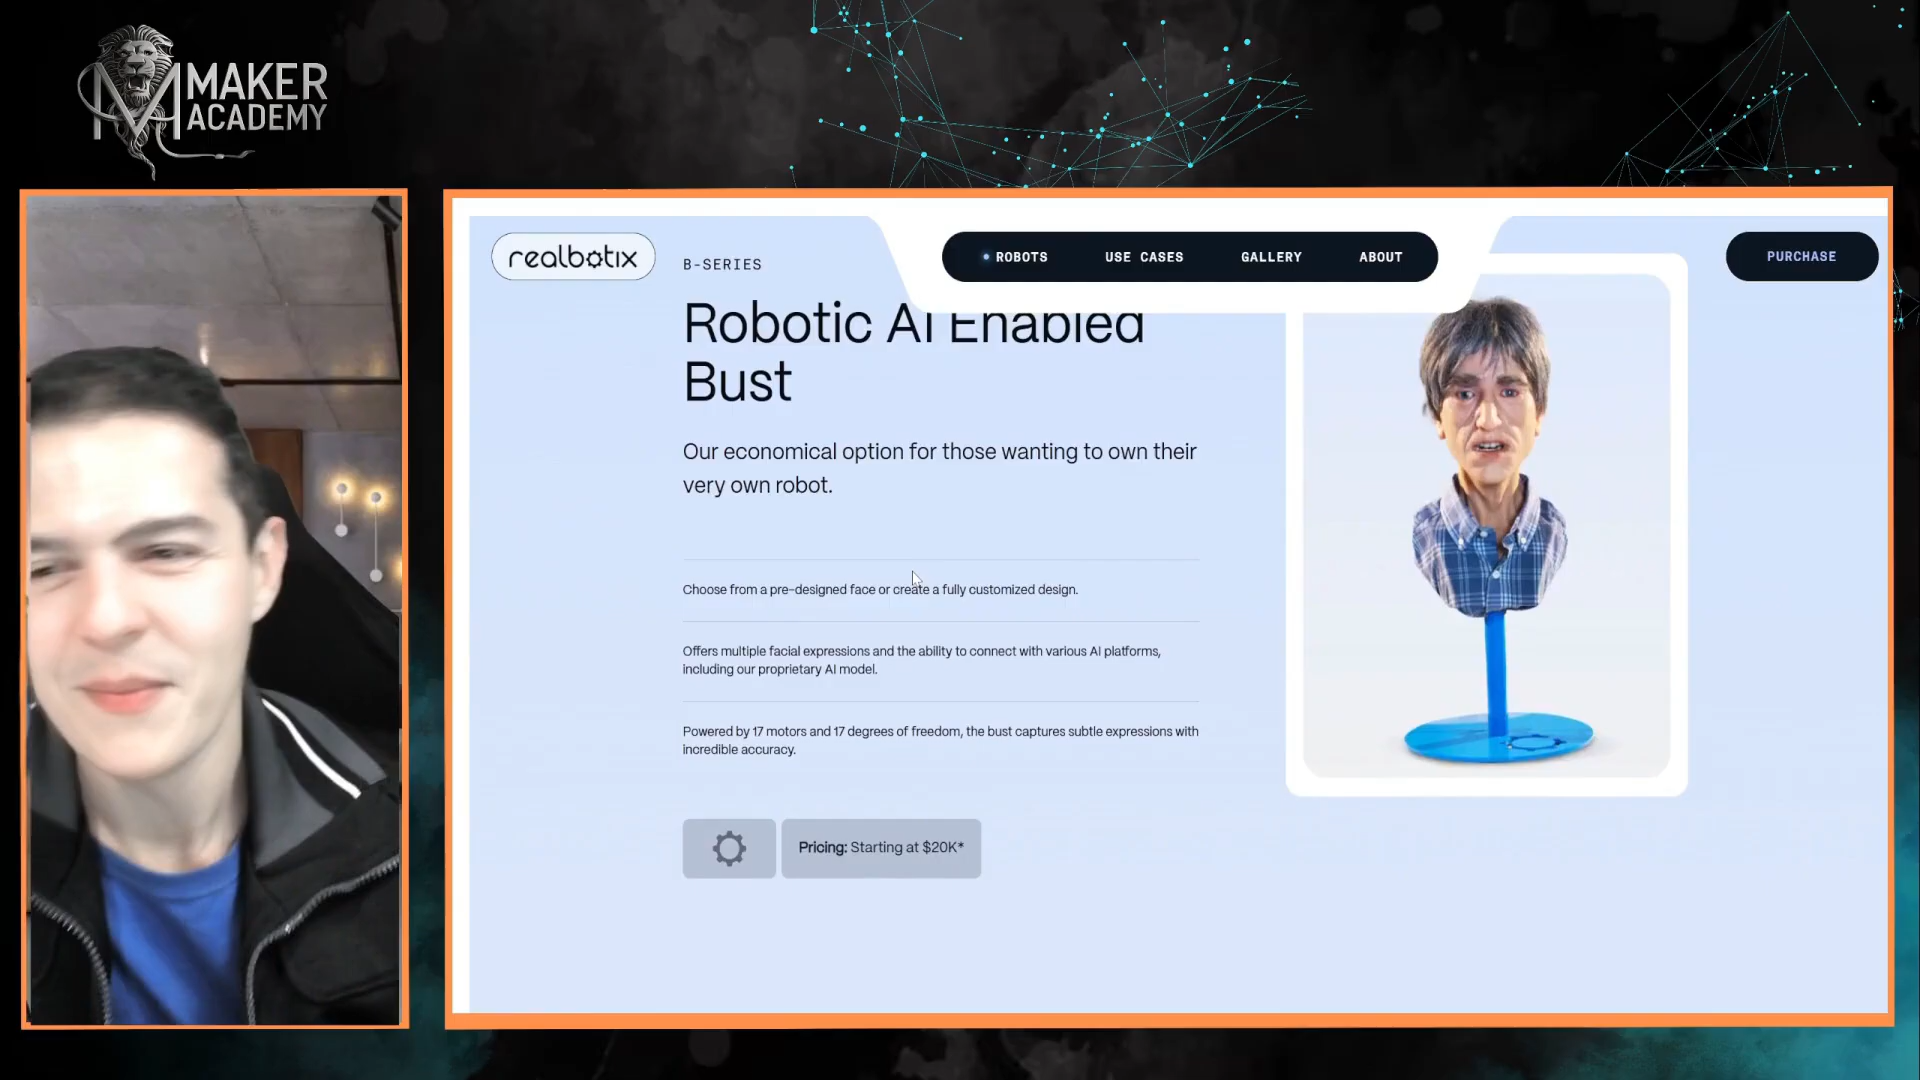 MAKER
ACADEMY
realbotix
ROBOTS
USE CASES
GALLERY
ABOUT
PURCHASE
B-SERIES
Robotic AI Enabled
Bust
Our economical option for those wanting to own their
very own robot.
Choose from a pre-designed face or create a fully customized design.
Offers multiple facial expressions and the ability to connect with various AI platforms,
including our proprietary AI model.
Powered by 17 motors and 17 degrees of freedom, the bust captures subtle expressions with
incredible accuracy.
Pricing: Starting at $20K*